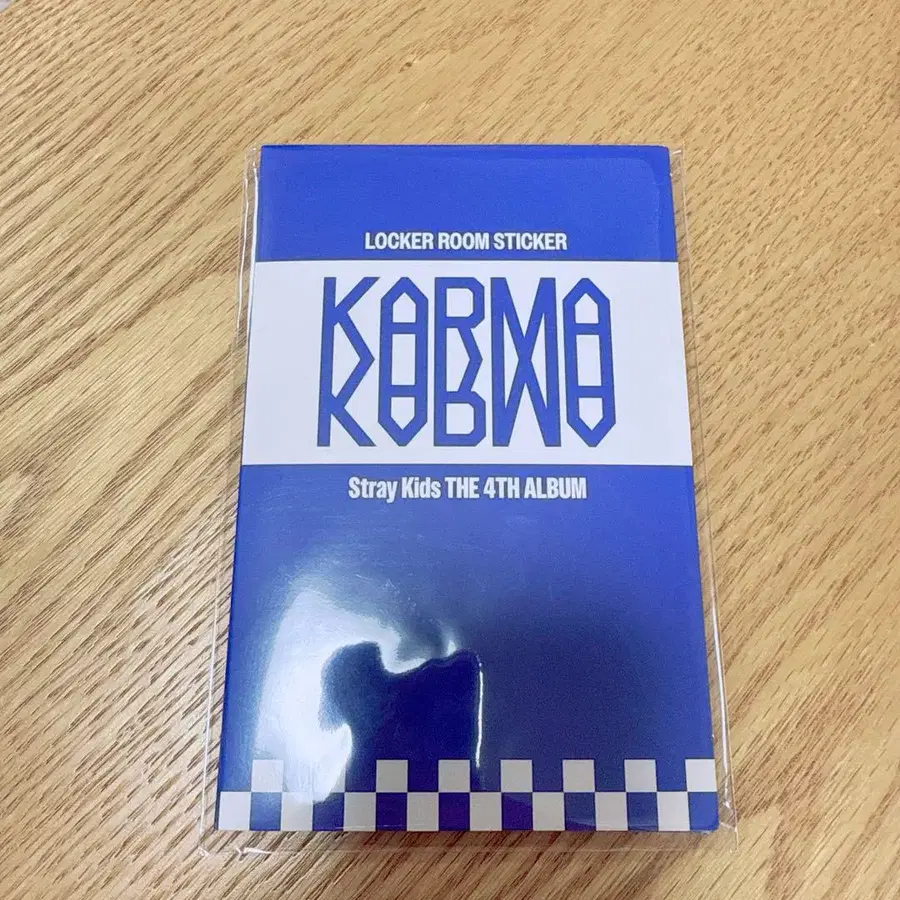 LOCKER ROOM STICKER
KARMA
Stray Kids THE 4TH ALBUM